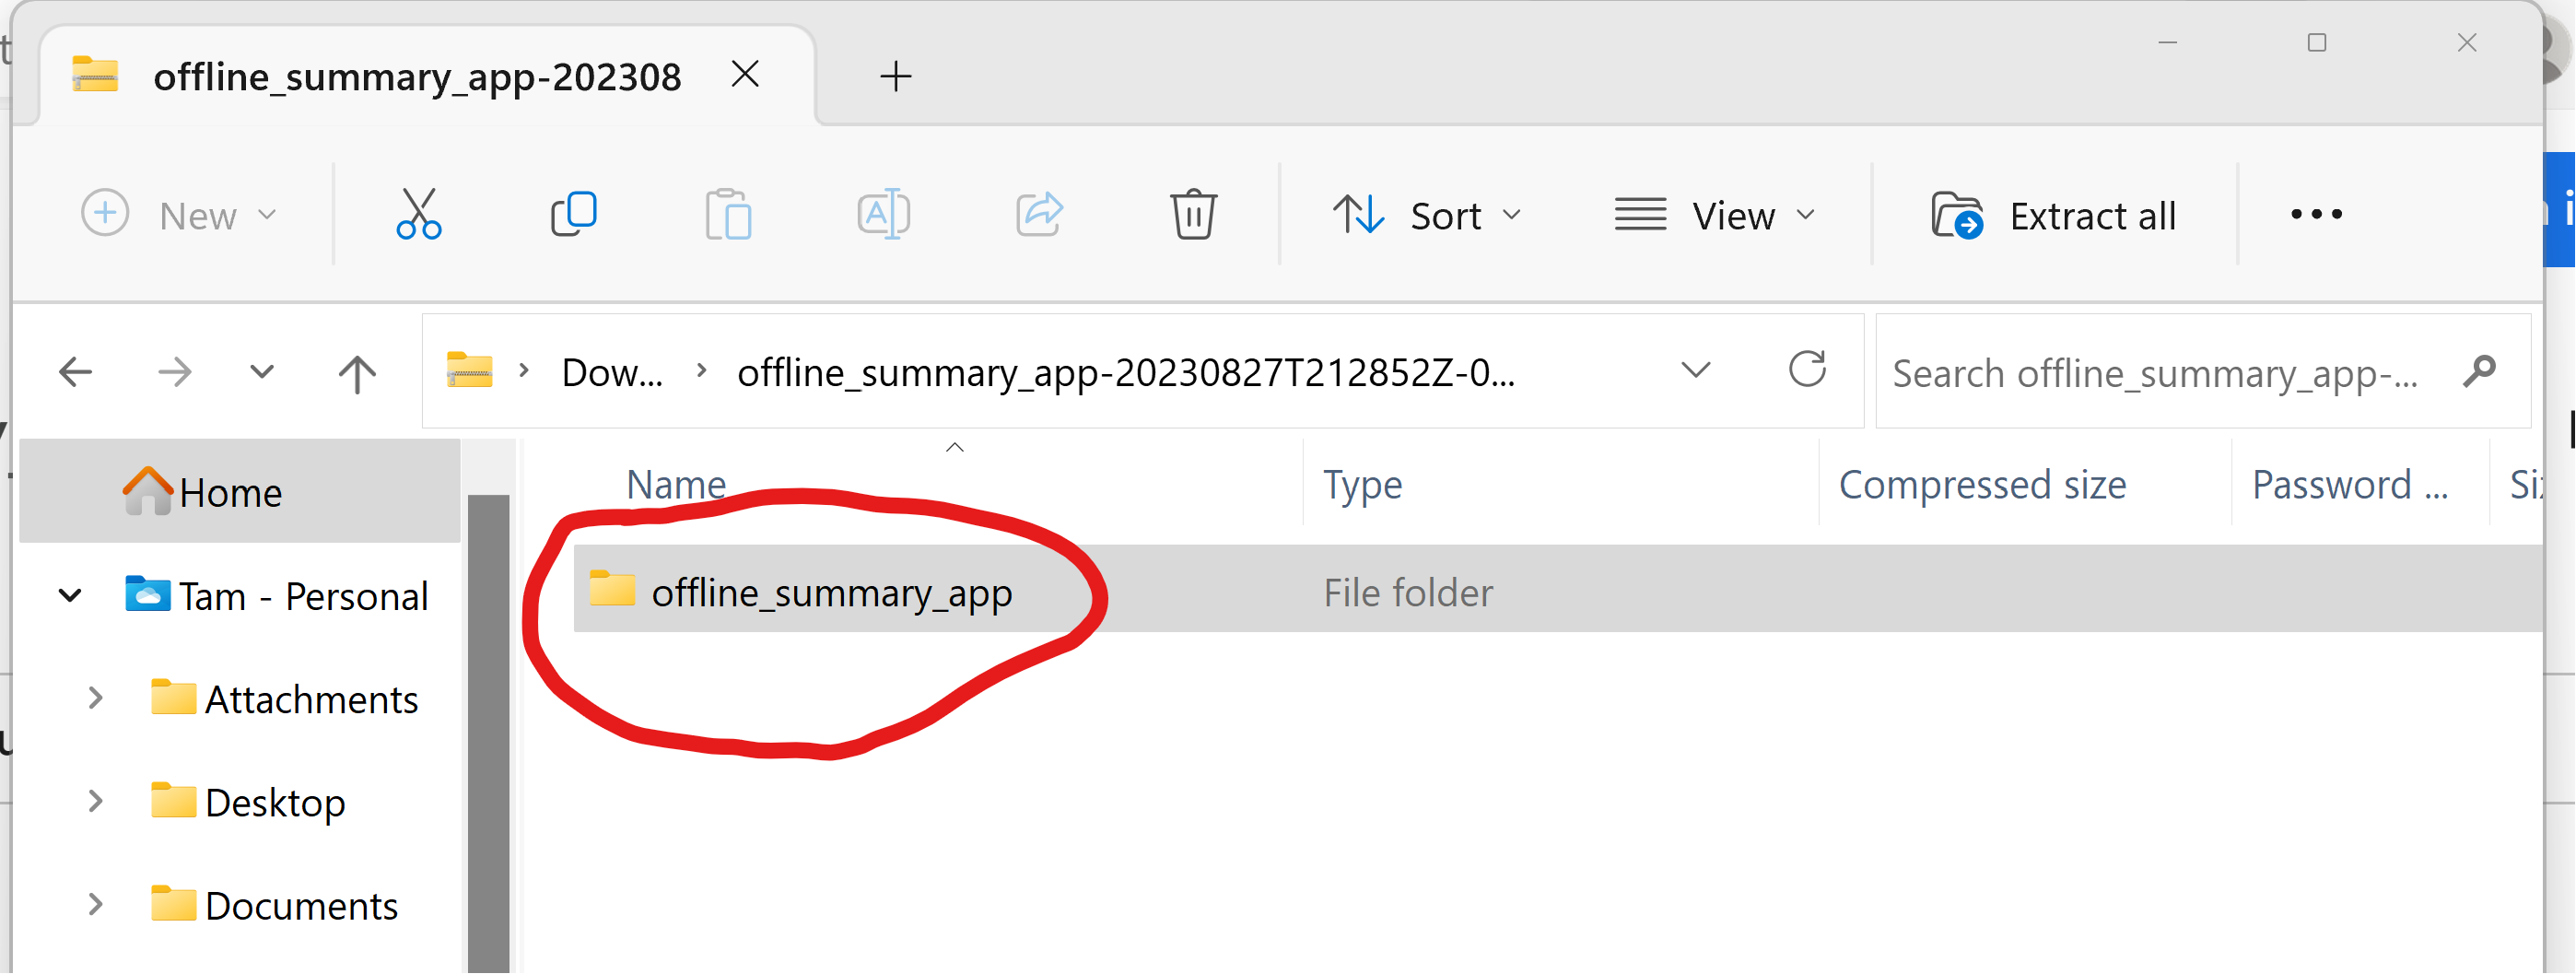 offline_summary_app-202308
New
Sort
View
Extract all
Dow...
offline_summary_app-20230827T212852Z-0...
Search offline_summary_app-...
Home
Tam - Personal
Attachments
Desktop
Documents
Name
Type
Compressed size
Password ...
offline_summary_app
File folder